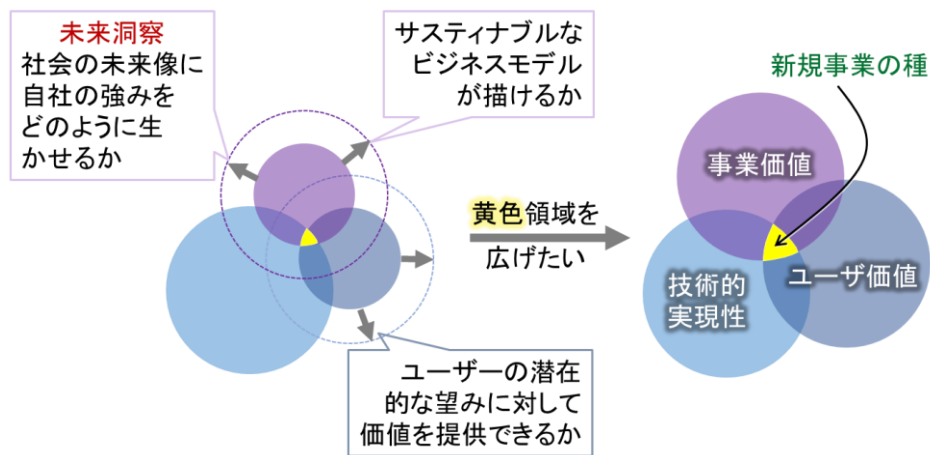 未来洞察
社会の未来像に
自社の強みを
どのように生
かせるか
サスティナブルな
ビジネスモデル
が描けるか
ユーザーの潜在
的な望みに対して
価値を提供できるか
黄色領域を
広げたい
新規事業の種
事業価値
技術的
実現性
ユーザ価値